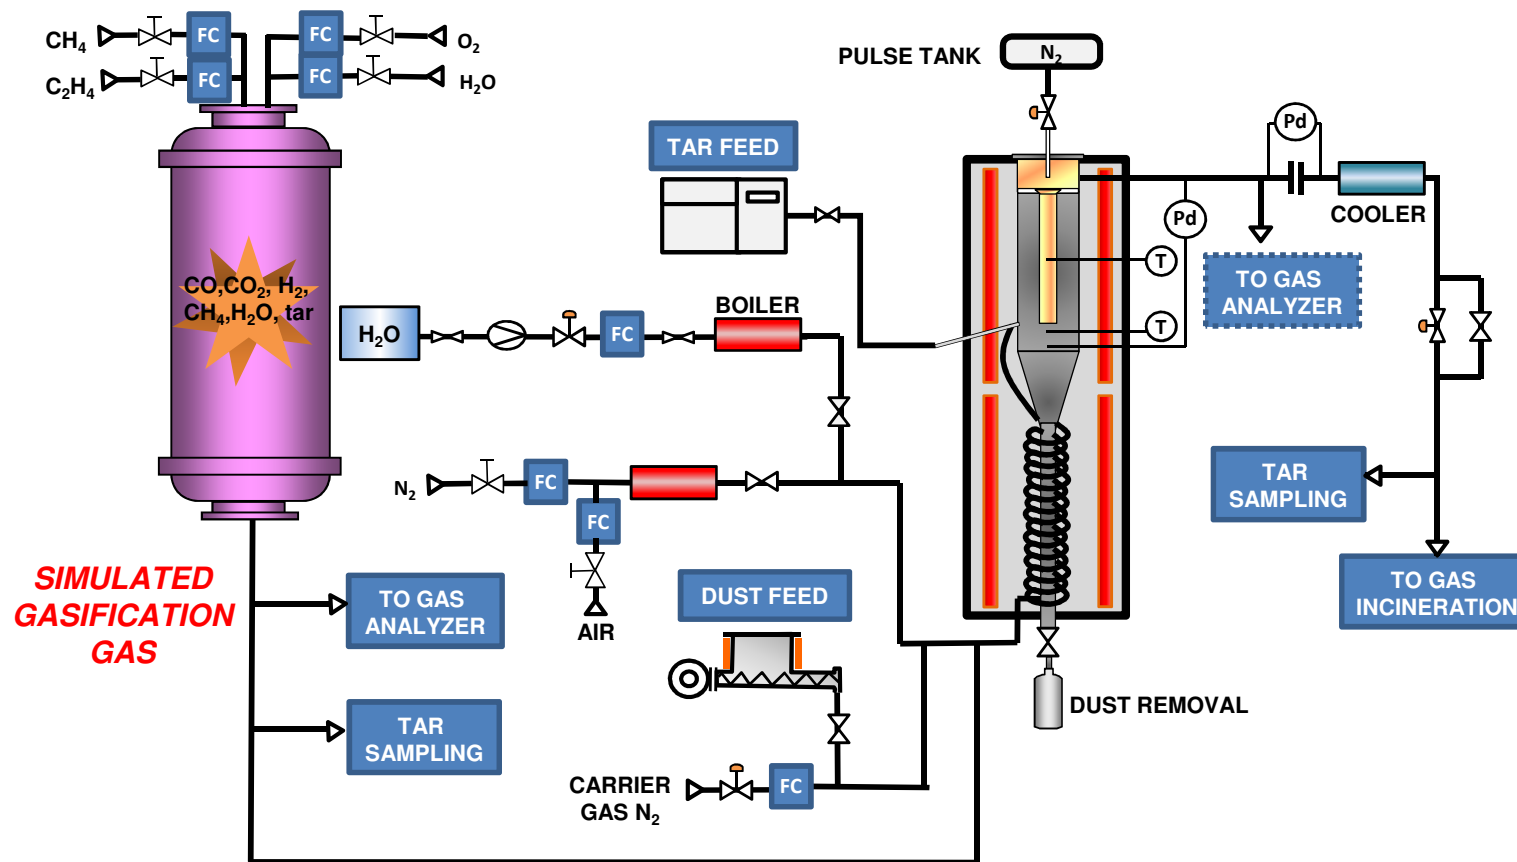 CH4
FC
FC
O2
C2H4
FC
FC
H2O
PULSE TANK
N2
TAR FEED
Pd
COOLER
Pd
T
TO GAS
ANALYZER
CO,CO2, H2,
CH4,H2O, tar
H2O
FC
BOILER
T
N2
FC
FC
AIR
TAR
SAMPLING
SIMULATED
GASIFICATION
GAS
TO GAS
ANALYZER
DUST FEED
TO GAS
INCINERATION
DUST REMOVAL
TAR
SAMPLING
CARRIER
GAS N2
FC